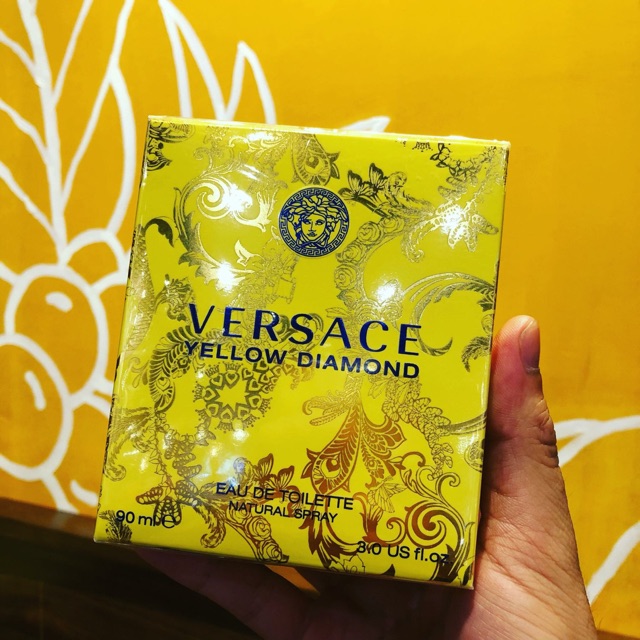 VERSACE
YELLOW DIAMOND
EAU DE TOILETTE
NATURAL SPRAY
90 ml ℮
3.0 US fl.oz